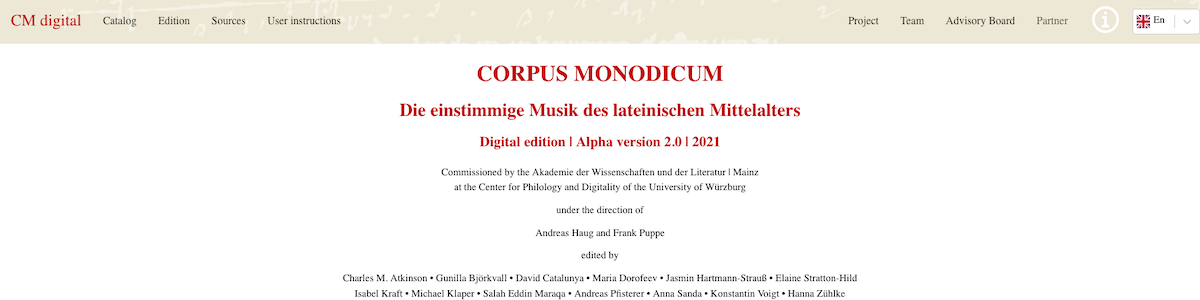 CM digital Catalog Edition Sources User instructions Project Team Advisory Board Partner En
CORPUS MONODICUM
Die einstimmige Musik des lateinischen Mittelalters
Digital edition | Alpha version 2.0 | 2021
Commissioned by the Akademie der Wissenschaften und der Literatur | Mainz
at the Center for Philology and Digitality of the University of Würzburg
under the direction of
Andreas Haug and Frank Puppe
edited by
Charles M. Atkinson • Gunilla Björkvall • David Catalunya • Maria Dorofeev • Jasmin Hartmann-Strauß • Elaine Stratton-Hild
Isabel Kraft • Michael Klaper • Salah Eddin Maraqa • Andreas Pfisterer • Anna Sanda • Konstantin Voigt • Hanna Zühlke